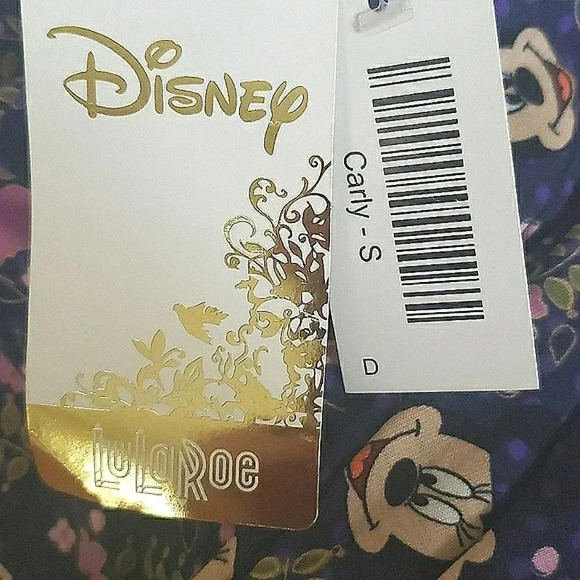 Disney
LuLaRoe
Carly - S
D